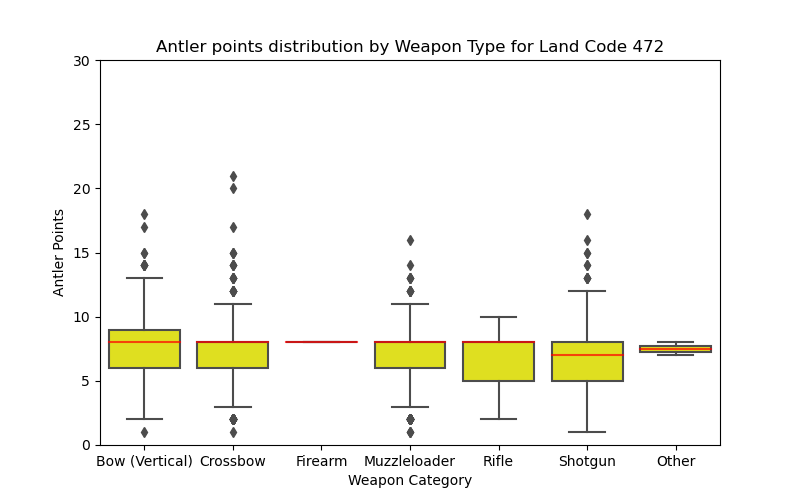 Antler points distribution by Weapon Type for Land Code 472
30
25
20
15
10
5
0
Antler Points
Bow (Vertical) Crossbow Firearm Muzzleloader Rifle Shotgun Other
Weapon Category